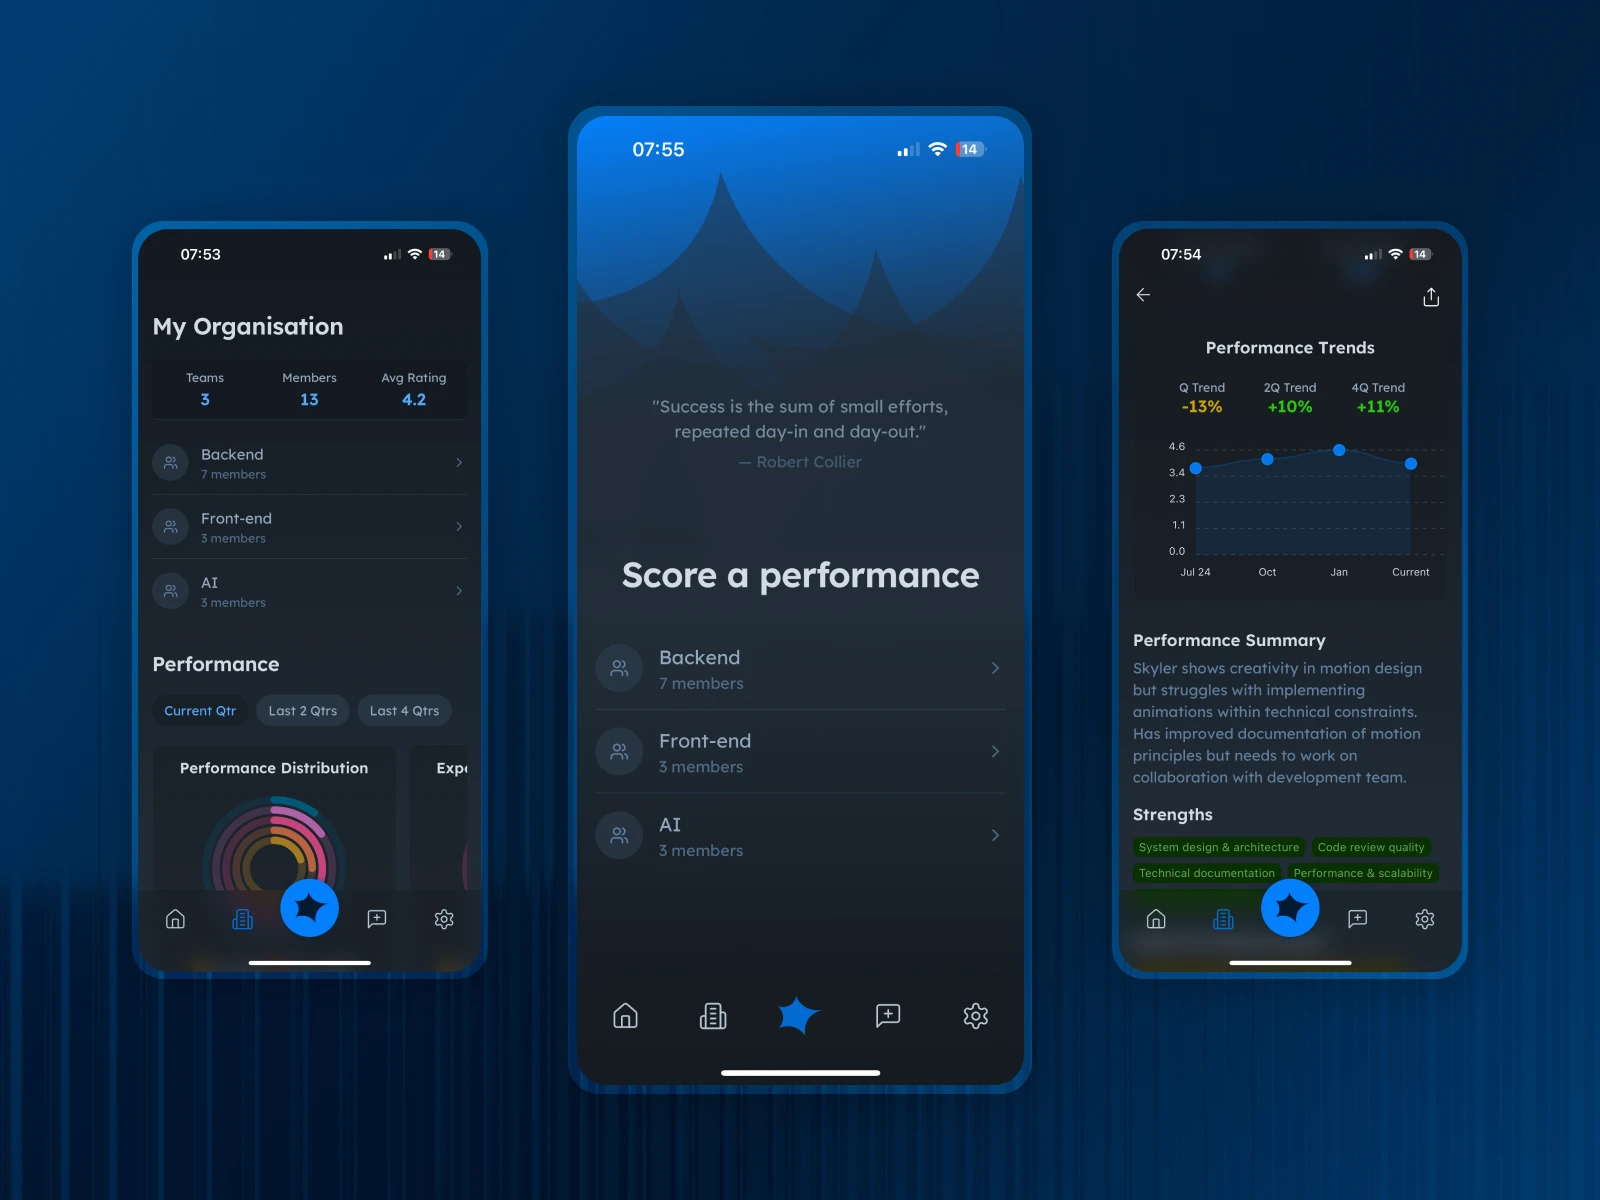 07:53
14
My Organisation
Teams Members Avg Rating
3 13 4.2
Backend
7 members
Front-end
3 members
AI
3 members
Performance
Current Qtr Last 2 Qtrs Last 4 Qtrs
Performance Distribution
07:55
14
"Success is the sum of small efforts,
repeated day-in and day-out."
— Robert Collier
Score a performance
Backend
7 members
Front-end
3 members
AI
3 members
07:54
14
Performance Trends
Q Trend 2Q Trend 4Q Trend
-13% +10% +11%
4.6
3.4
2.3
1.1
0.0
Jul 24 Oct Jan Current
Performance Summary
Skyler shows creativity in motion design
but struggles with implementing
animations within technical constraints.
Has improved documentation of motion
principles but needs to work on
collaboration with development team.
Strengths
System design & architecture Code review quality
Technical documentation Performance & scalability